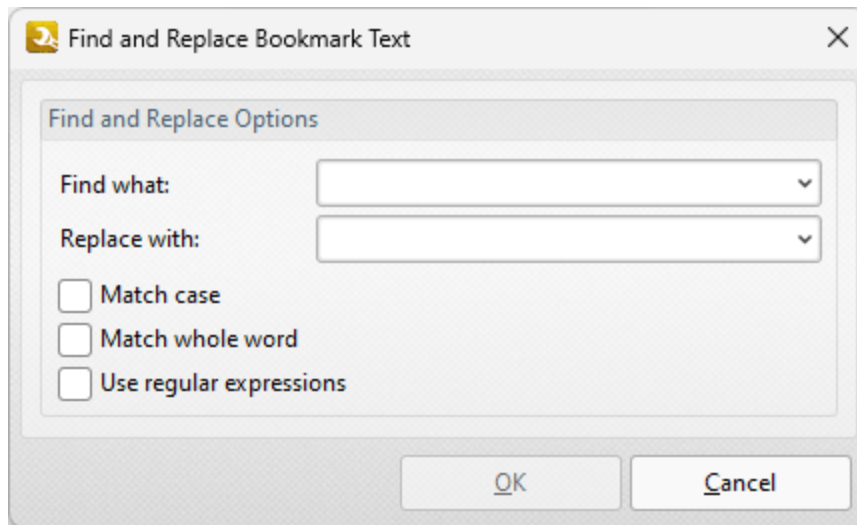 Find and Replace Bookmark Text
Find and Replace Options
Find what:
Replace with:
Match case
Match whole word
Use regular expressions
OK
Cancel